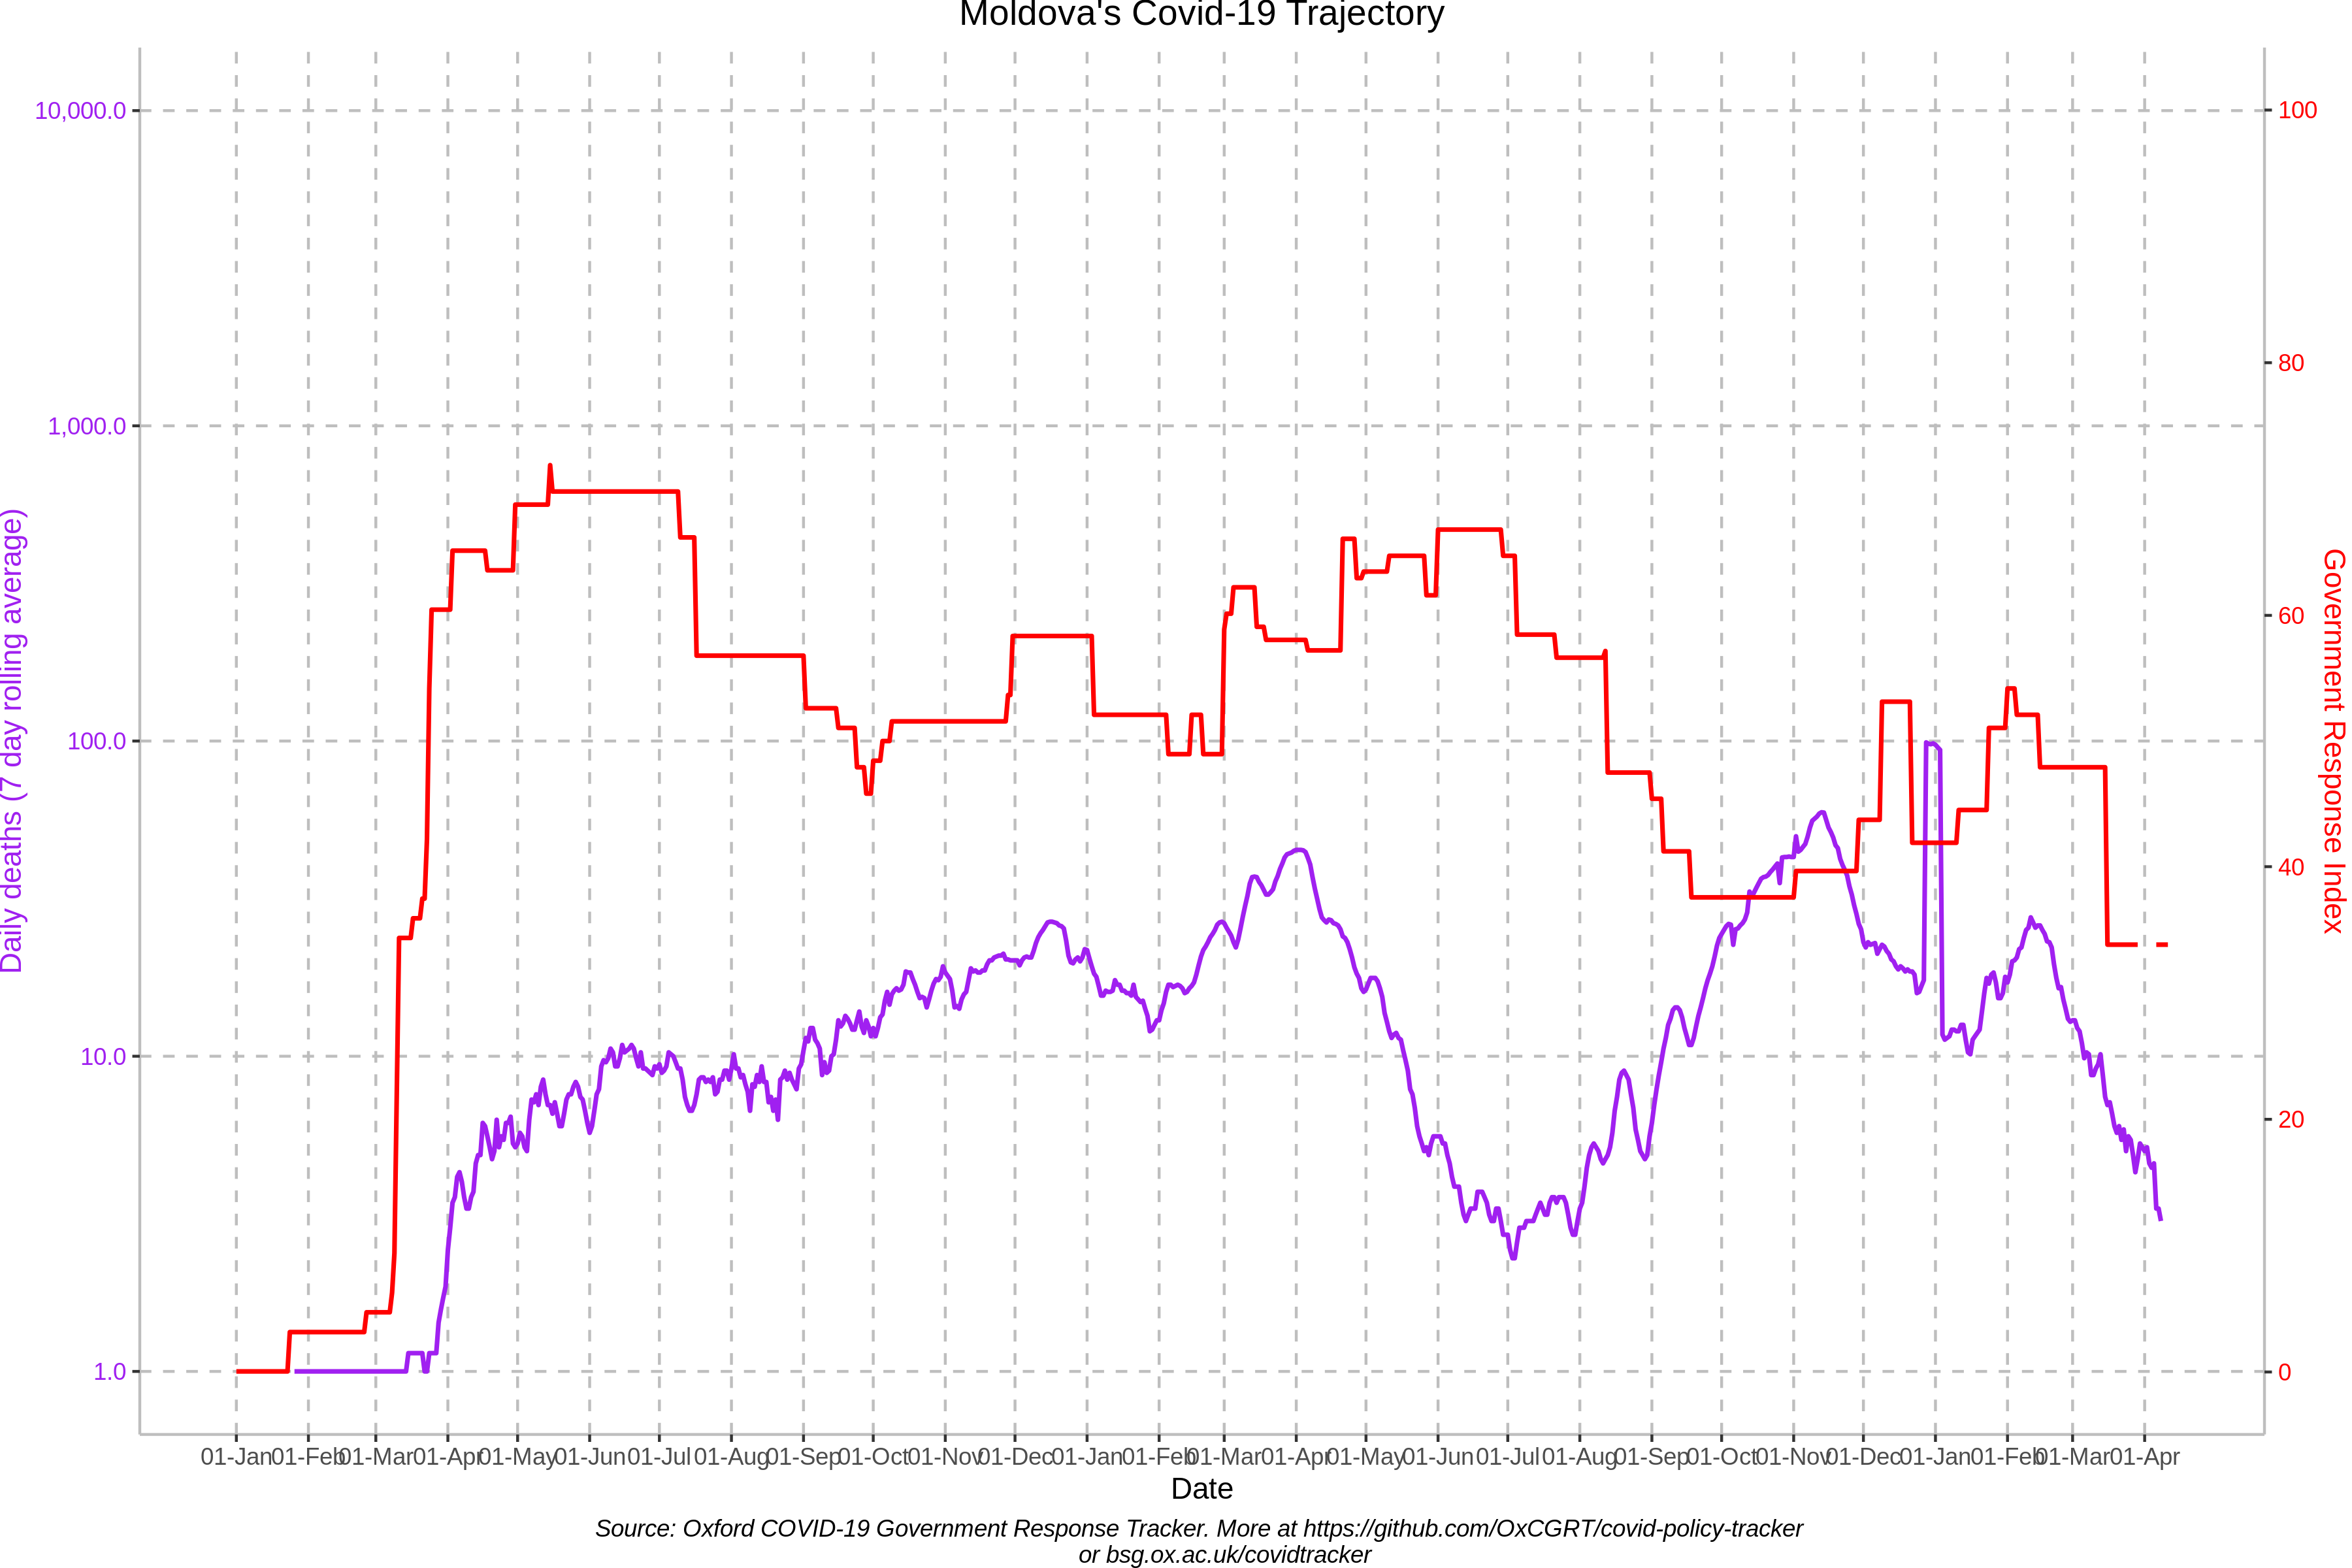 Moldova's Covid-19 Trajectory
10,000.0
1,000.0
100.0
10.0
1.0
Daily deaths (7 day rolling average)
100
80
60
40
20
0
Government Response Index
01-Jan 01-Feb 01-Mar 01-Apr 01-May 01-Jun 01-Jul 01-Aug 01-Sep 01-Oct 01-Nov 01-Dec 01-Jan 01-Feb 01-Mar 01-Apr 01-May 01-Jun 01-Jul 01-Aug 01-Sep 01-Oct 01-Nov 01-Dec 01-Jan 01-Feb 01-Mar 01-Apr
Date
Source: Oxford COVID-19 Government Response Tracker. More at https://github.com/OxCGRT/covid-policy-tracker
or bsg.ox.ac.uk/covidtracker